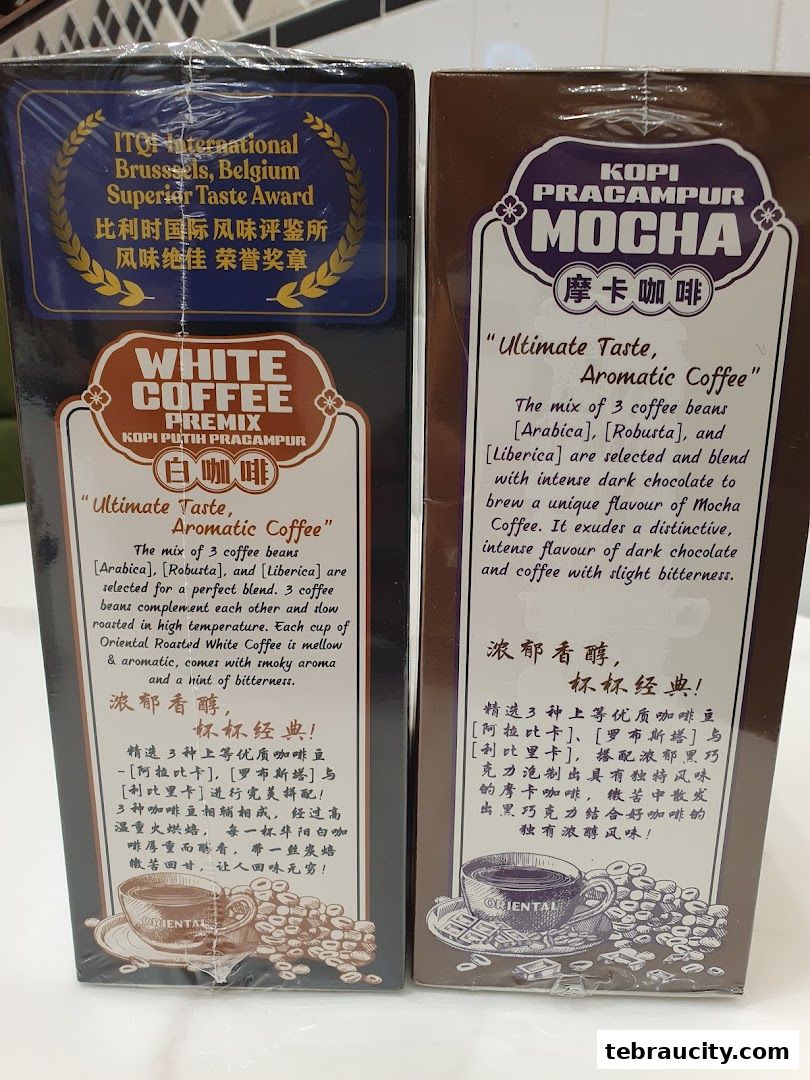 ITQI International
Brussels, Belgium
Superior Taste Award
比利时国际风味评鉴所
风味绝佳 荣誉奖章
WHITE
COFFEE
PREMIX
KOPI PUTIH PRACAMPUR
白咖啡
"Ultimate Taste,
Aromatic Coffee"
The mix of 3 coffee beans
[Arabica], [Robusta], and [Liberica] are
selected for a perfect blend. 3 coffee
beans complement each other and slow
roasted in high temperature. Each cup of
Oriental Roasted White Coffee is mellow
& aromatic, comes with smoky aroma
and a hint of bitterness.
浓郁香醇,
杯杯经典!
精选3种上等优质咖啡豆
-[阿拉比卡], [罗布斯塔] 与
[利比里卡] 进行完美拼配!
3种咖啡豆相辅相成, 经过高
温重火烘焙, 每一杯华阳白咖
啡厚重而酣香, 带一丝炭焙
微苦回甘, 让人回味无穷!
ORIENTAL
KOPI
PRACAMPUR
MOCHA
摩卡咖啡
"Ultimate Taste,
Aromatic Coffee"
The mix of 3 coffee beans
[Arabica], [Robusta], and
[Liberica] are selected and blend
with intense dark chocolate to
brew a unique flavour of Mocha
Coffee. It exudes a distinctive,
intense flavour of dark chocolate
and coffee with slight bitterness.
浓郁香醇,
杯杯经典!
精选3种上等优质咖啡豆
[阿拉比卡]、[罗布斯塔] 与
[利比里卡], 搭配浓郁黑巧
克力泡制出具有独特风味
的摩卡咖啡, 微苦中散发
出黑巧克力结合好咖啡的
独有浓醇风味!
ORIENTAL
tebraucity.com